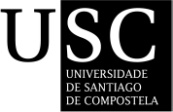 USC
UNIVERSIDADE
DE SANTIAGO
DE COMPOSTELA